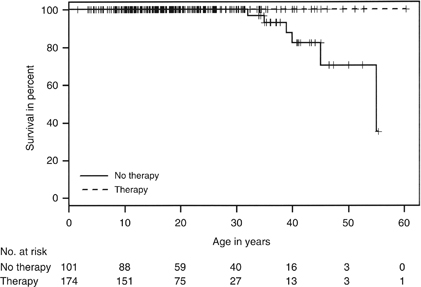 100
80
60
40
20
0
Survival in percent
No therapy
Therapy
0 10 20 30 40 50 60
Age in years
No. at risk
No therapy 101 88 59 40 16 3 0
Therapy 174 151 75 27 13 3 1